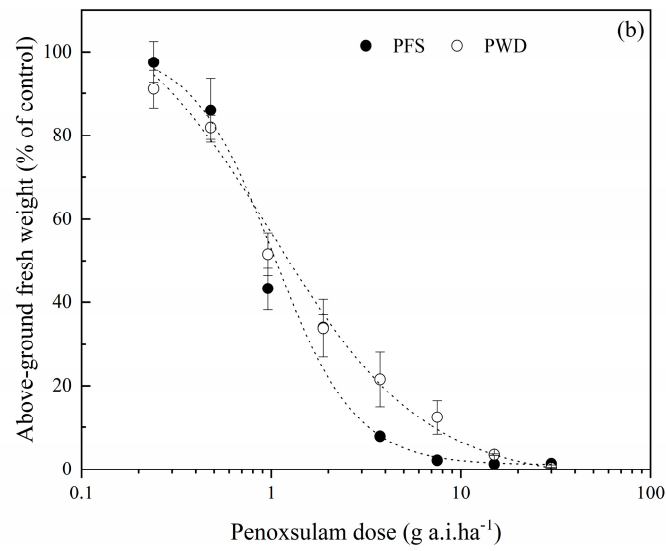 (b)
PFS PWD
100
80
60
40
20
0
0.1 1 10 100
Above-ground fresh weight (% of control)
Penoxsulam dose (g a.i.ha⁻¹)